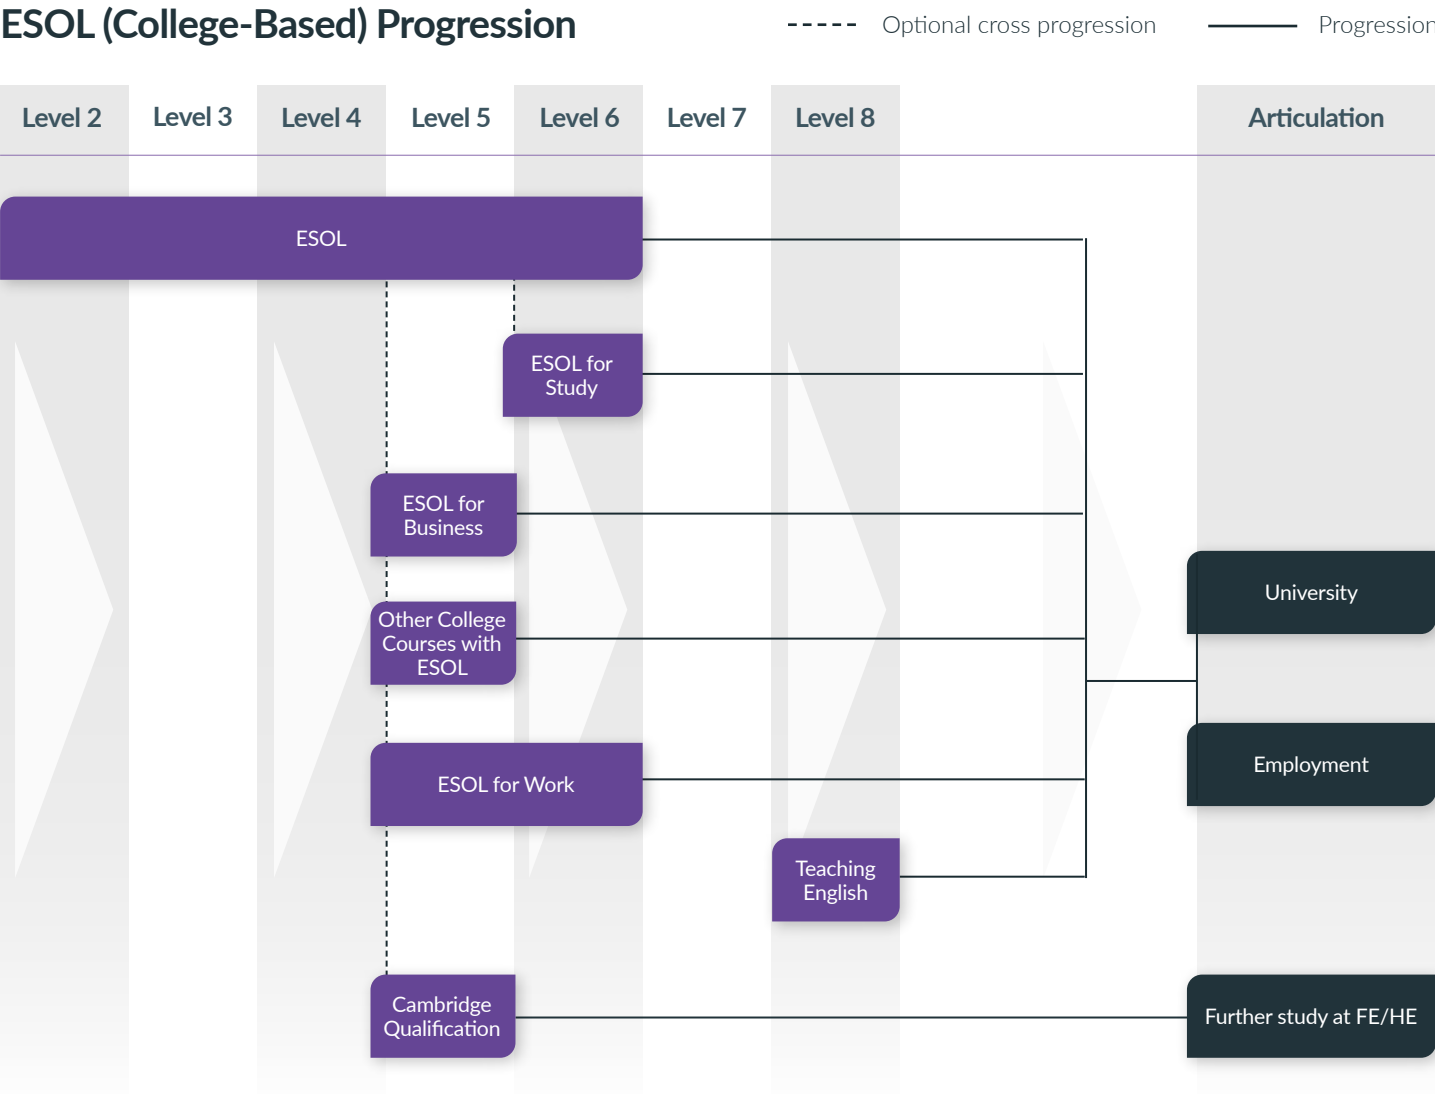 ESOL (College-Based) Progression
Optional cross progression
Progression
Level 2
Level 3
Level 4
Level 5
Level 6
Level 7
Level 8
Articulation
ESOL
ESOL for
Study
ESOL for
Business
Other College
Courses with
ESOL
University
ESOL for Work
Employment
Teaching
English
Cambridge
Qualification
Further study at FE/HE